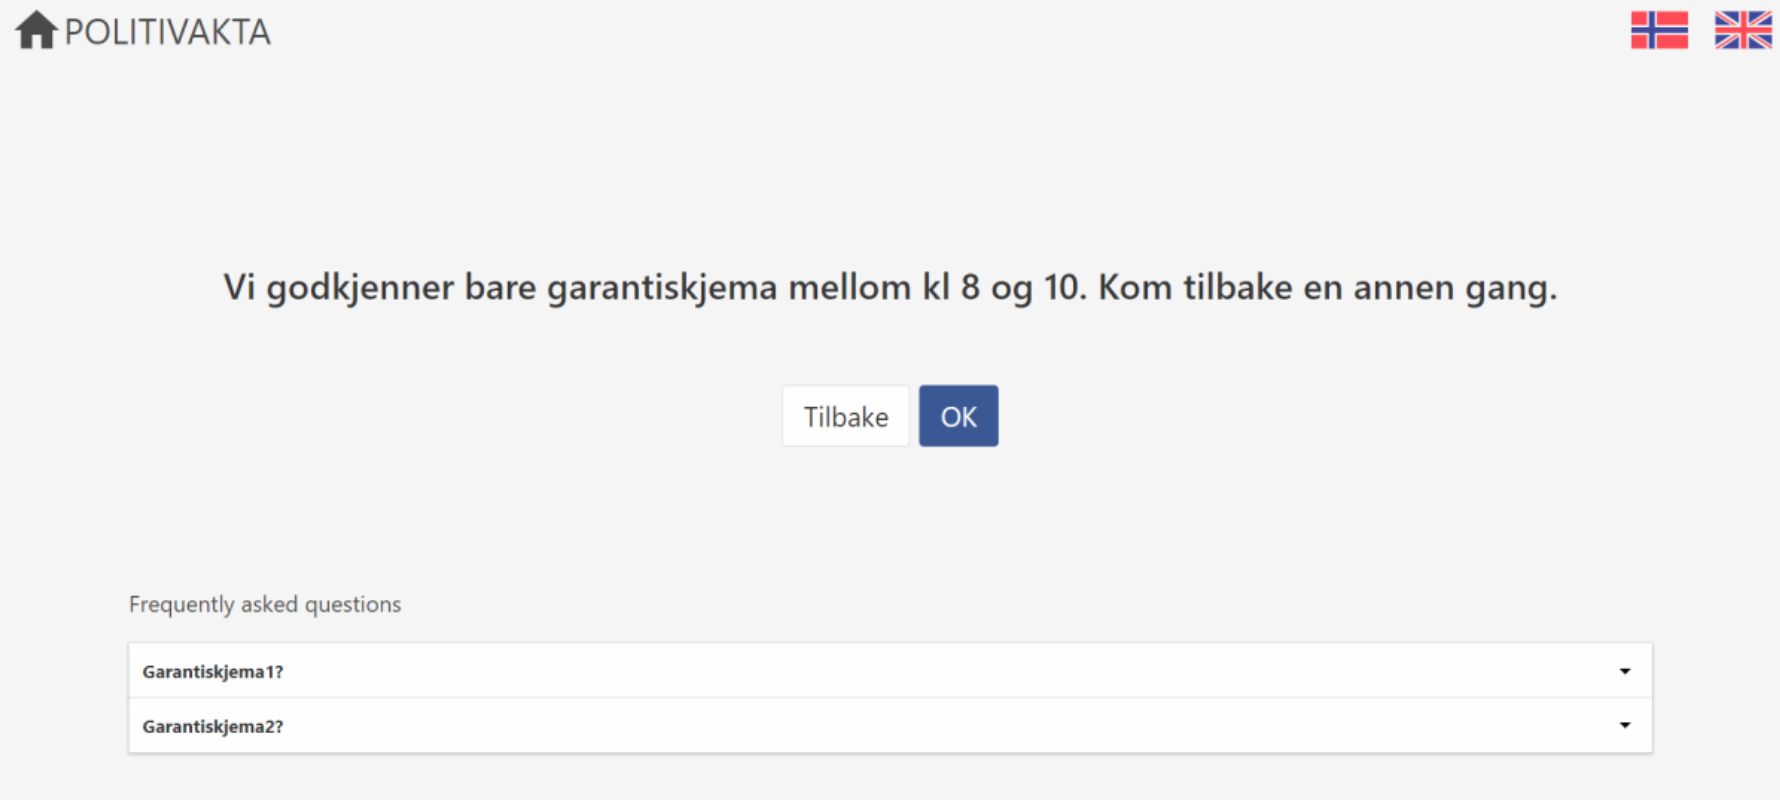 POLITIVAKTA
Vi godkjenner bare garantiskjema mellom kl 8 og 10. Kom tilbake en annen gang.
Tilbake
OK
Frequently asked questions
Garantiskjema1?
Garantiskjema2?